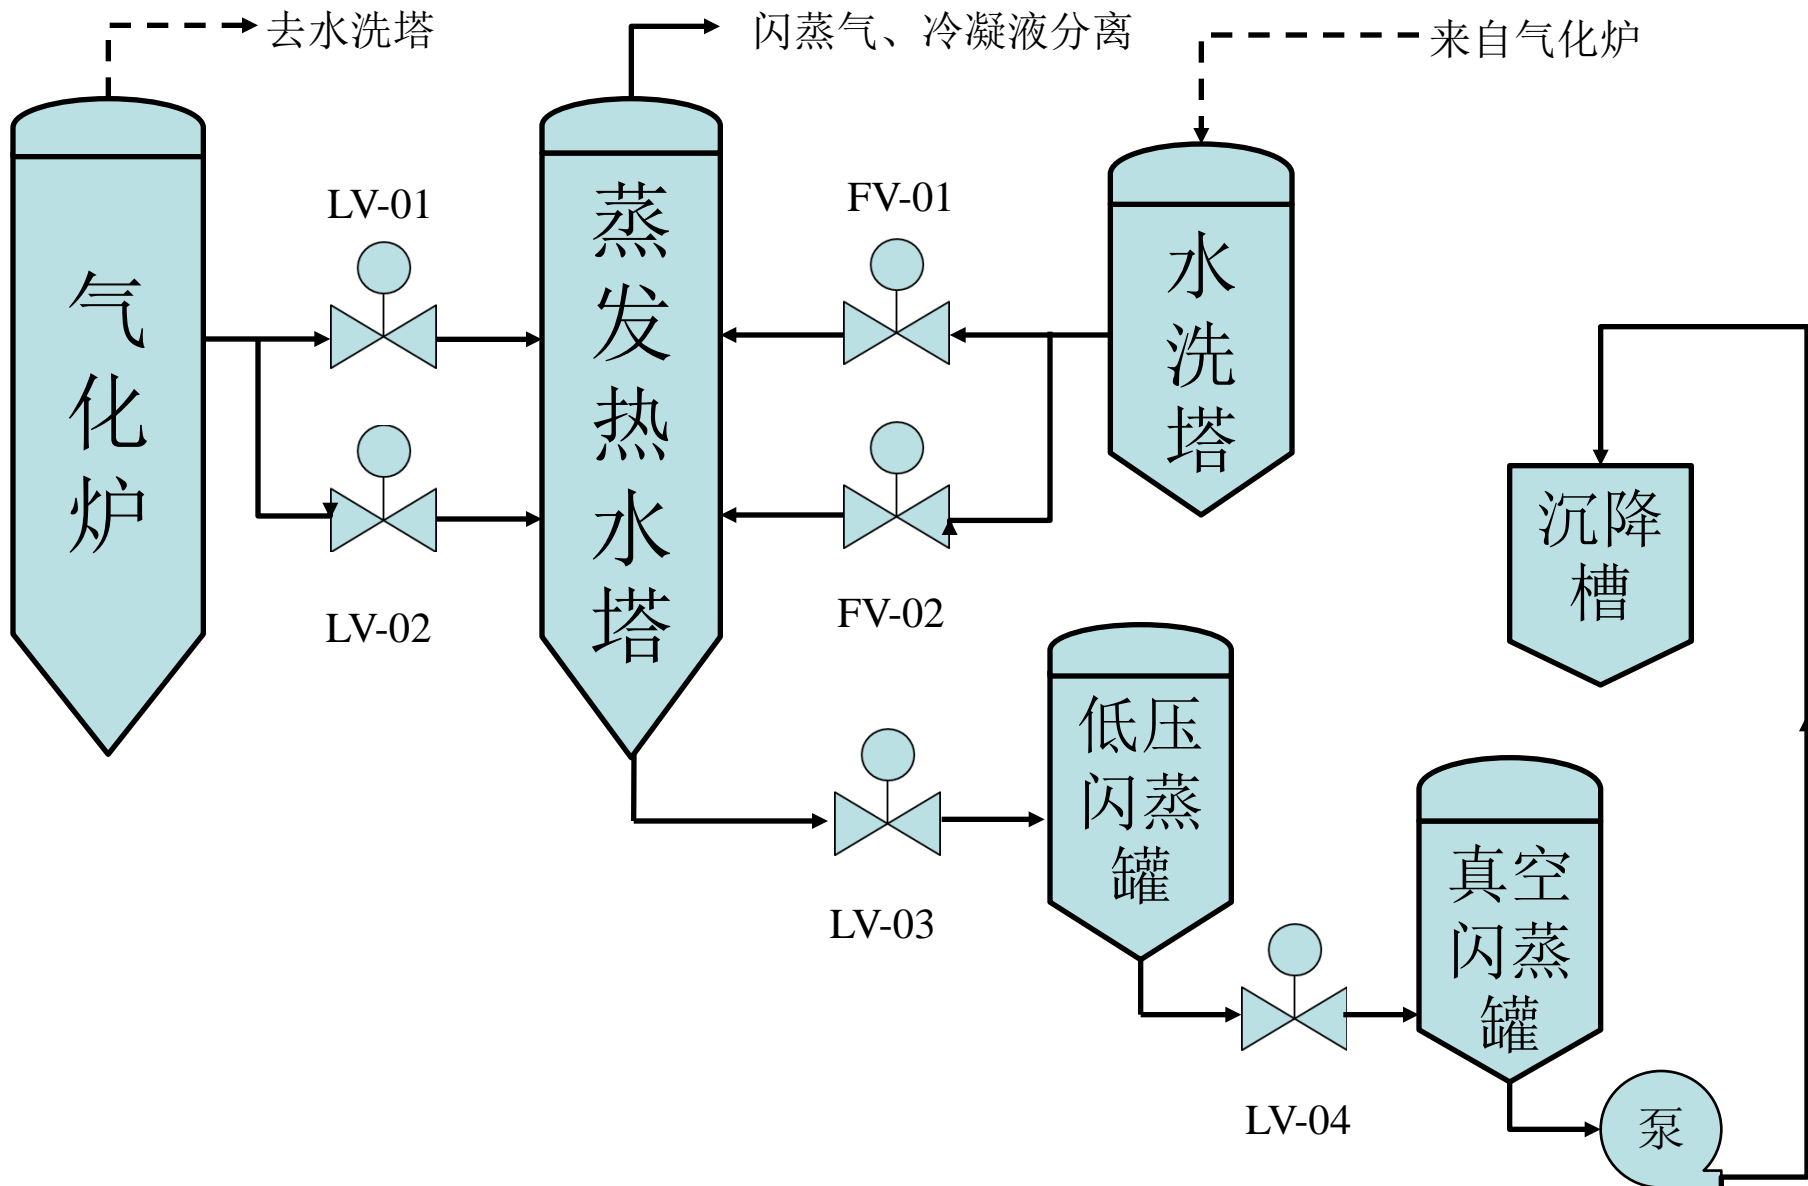 去水洗塔
闪蒸气、冷凝液分离
来自气化炉
LV-01
FV-01
气化炉
蒸发热水塔
水洗塔
LV-02
FV-02
沉降
槽
低压
闪蒸
罐
LV-03
真空
闪蒸
罐
LV-04
泵